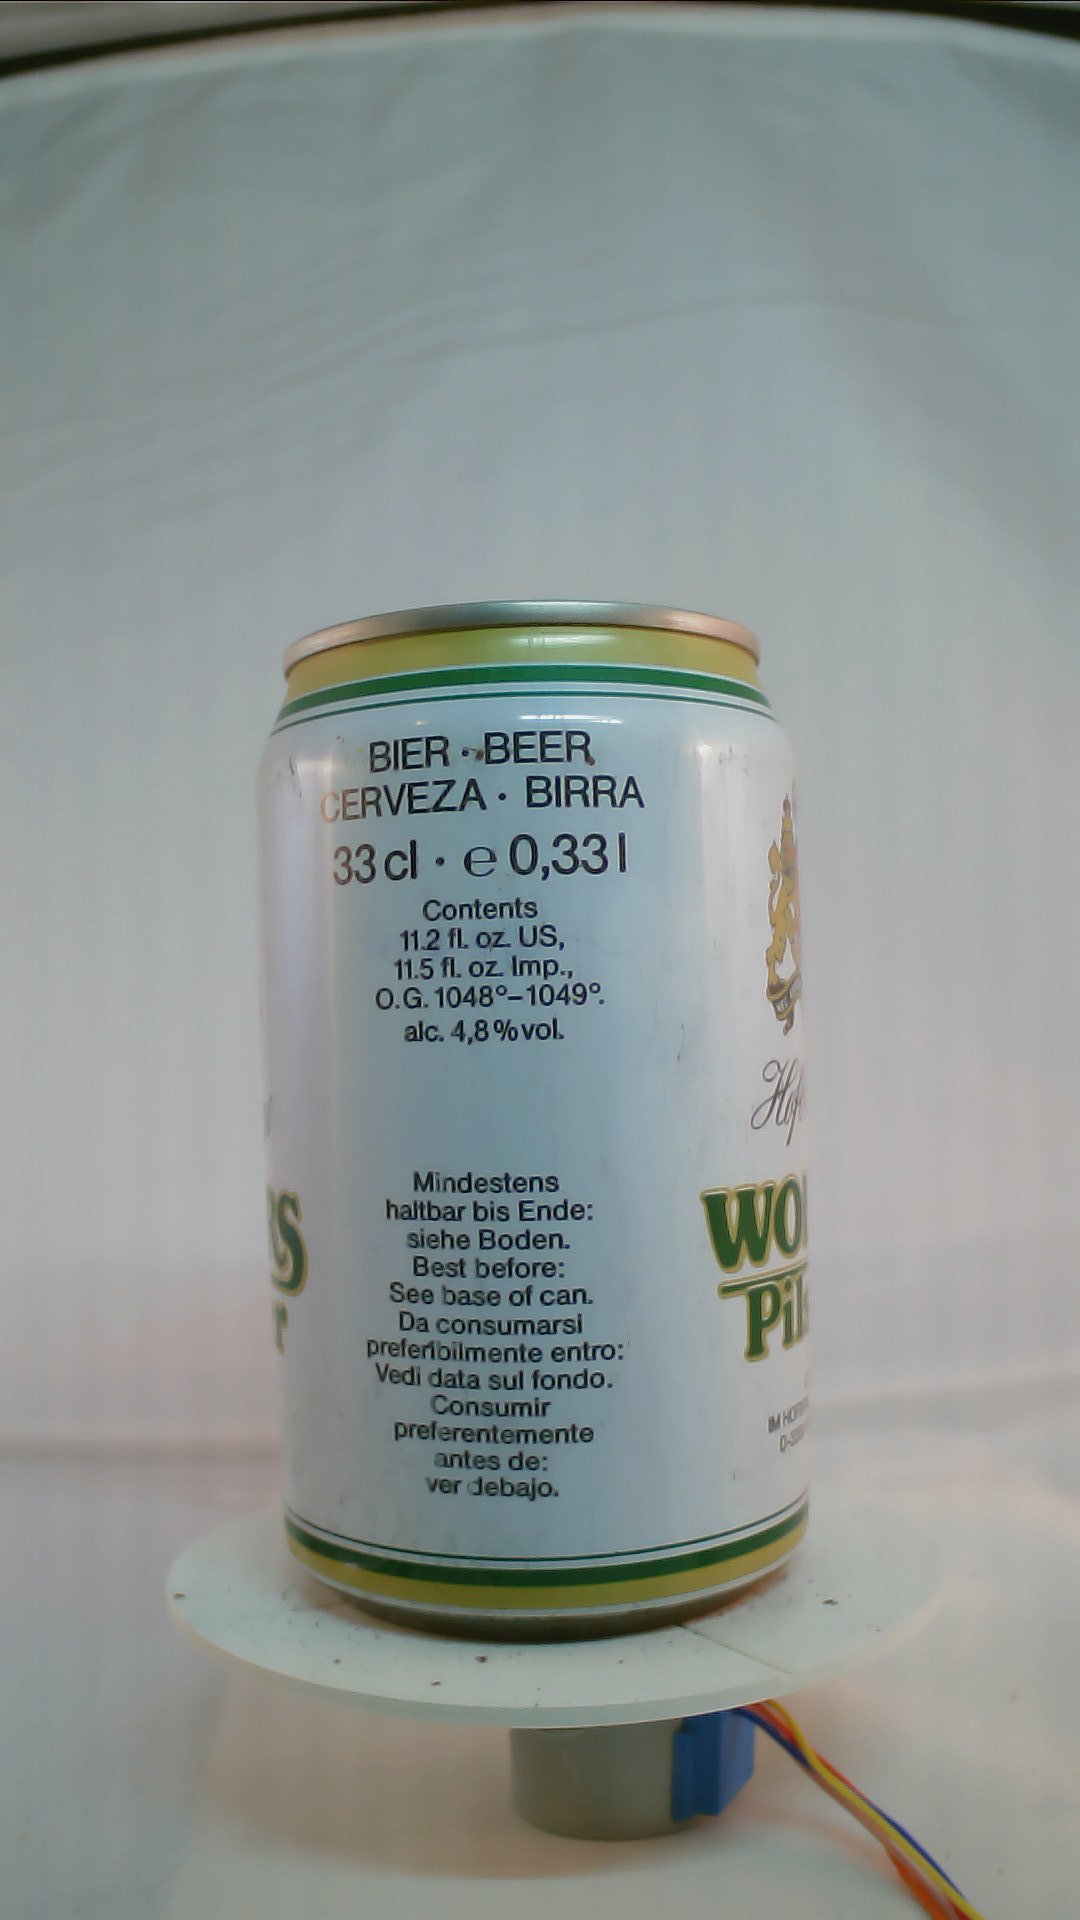 BIER · BEER
CERVEZA · BIRRA
33 cl · ℮ 0,33 l
Contents
11.2 fl. oz. US,
11.5 fl. oz. Imp.,
O.G. 1048°–1049°.
alc. 4,8 % vol.
Mindestens
haltbar bis Ende:
siehe Boden.
Best before:
See base of can.
Da consumarsi
preferibilmente entro:
Vedi data sul fondo.
Consumir
preferentemente
antes de:
ver debajo.